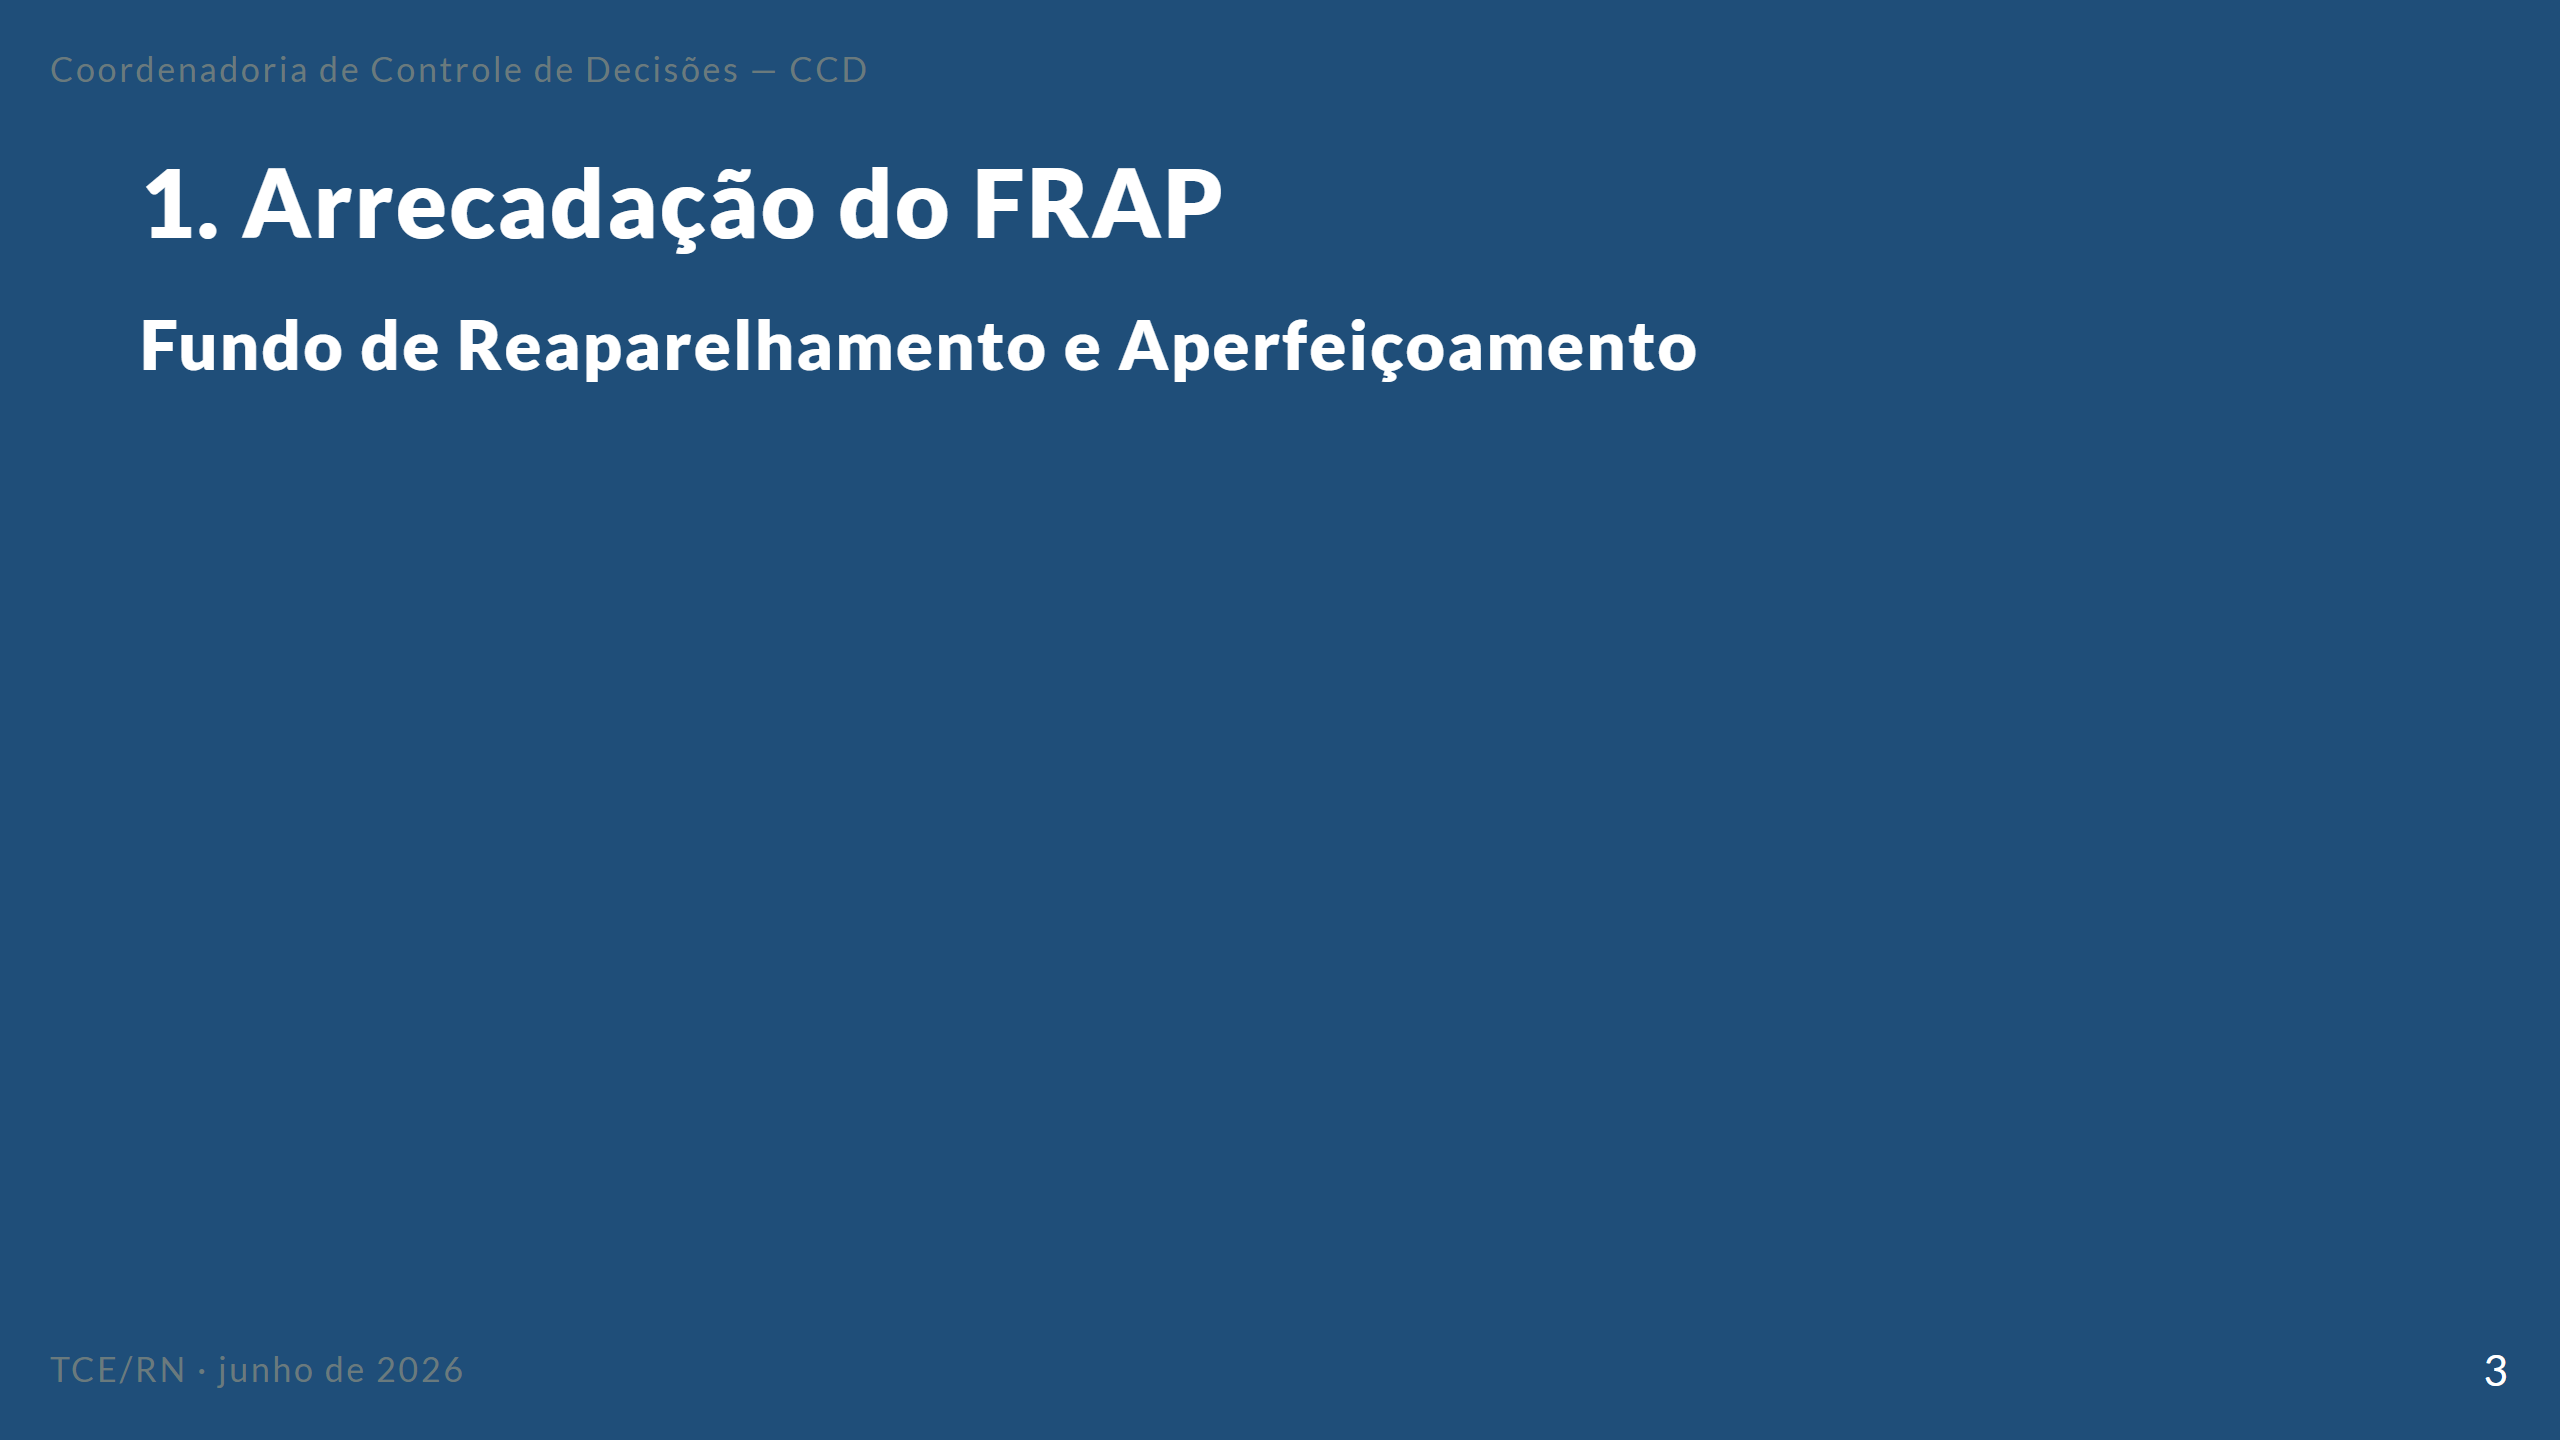 Coordenadoria de Controle de Decisões — CCD
1. Arrecadação do FRAP
Fundo de Reaparelhamento e Aperfeiçoamento
TCE/RN · junho de 2026
3